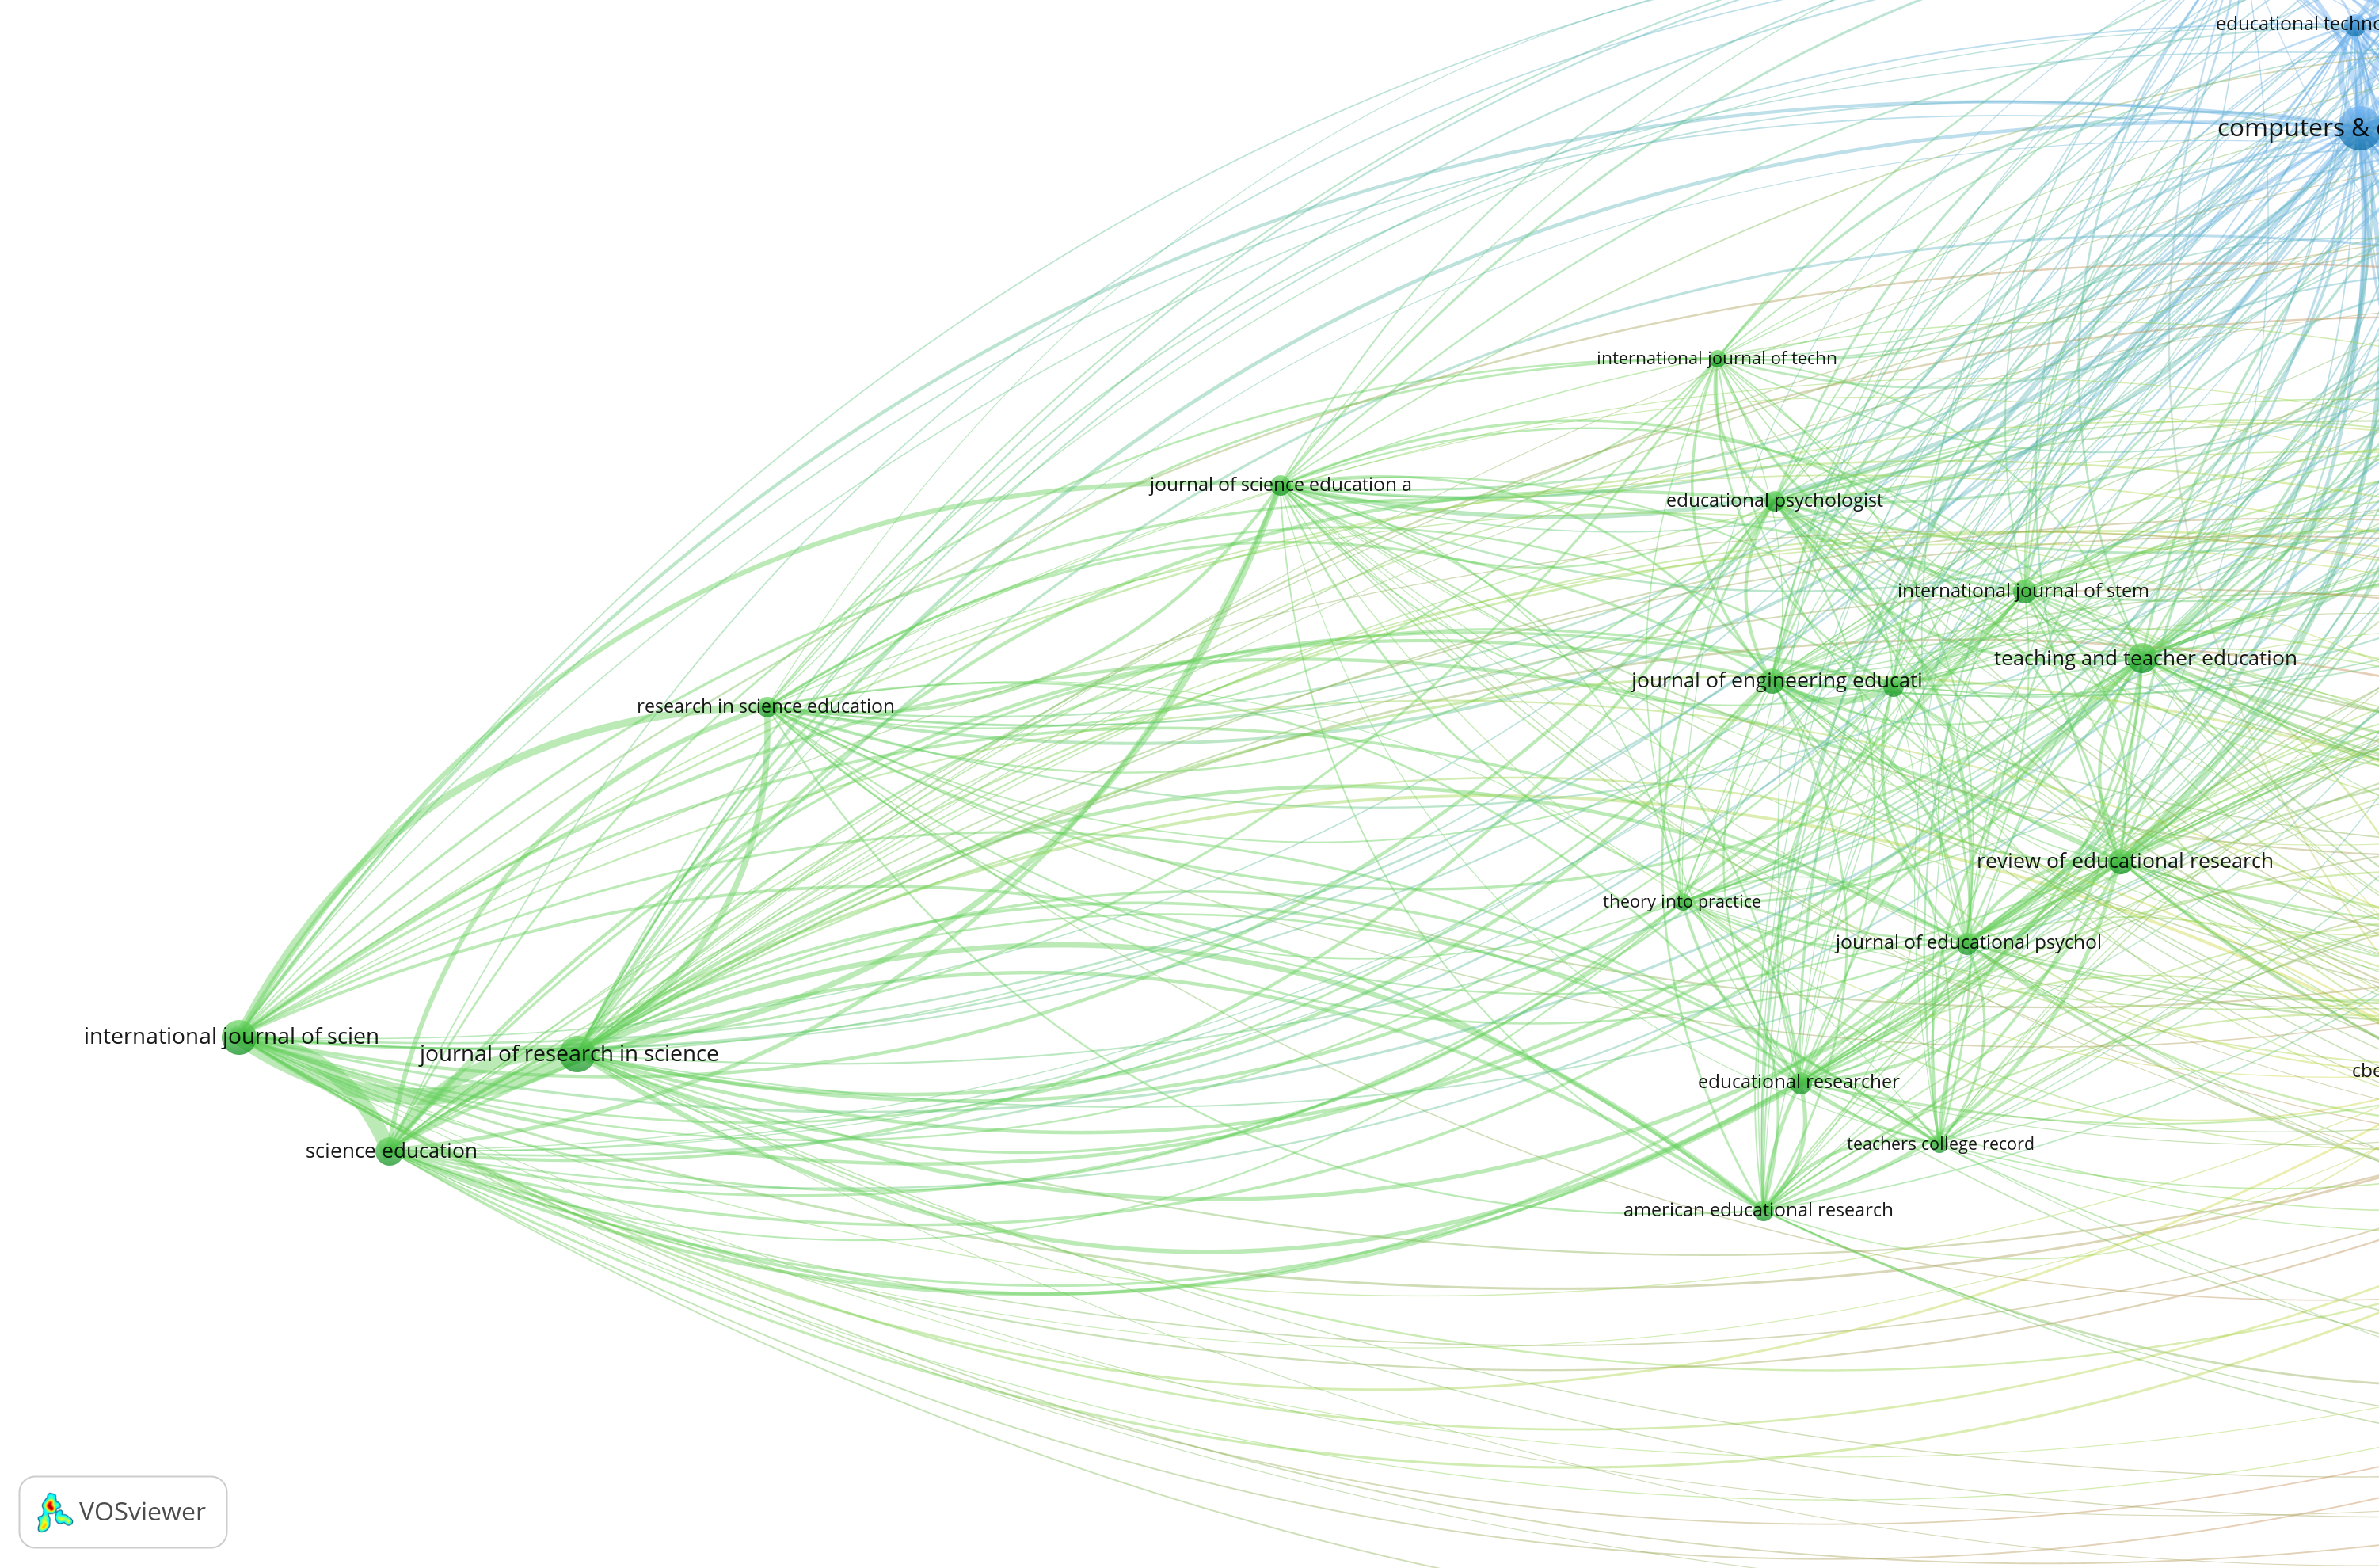 educational techno
computers &
international journal of techn
journal of science education a
educational psychologist
international journal of stem
teaching and teacher education
journal of engineering educati
research in science education
review of educational research
theory into practice
journal of educational psychol
international journal of scien
journal of research in science
cbe
educational researcher
teachers college record
science education
american educational research
VOSviewer